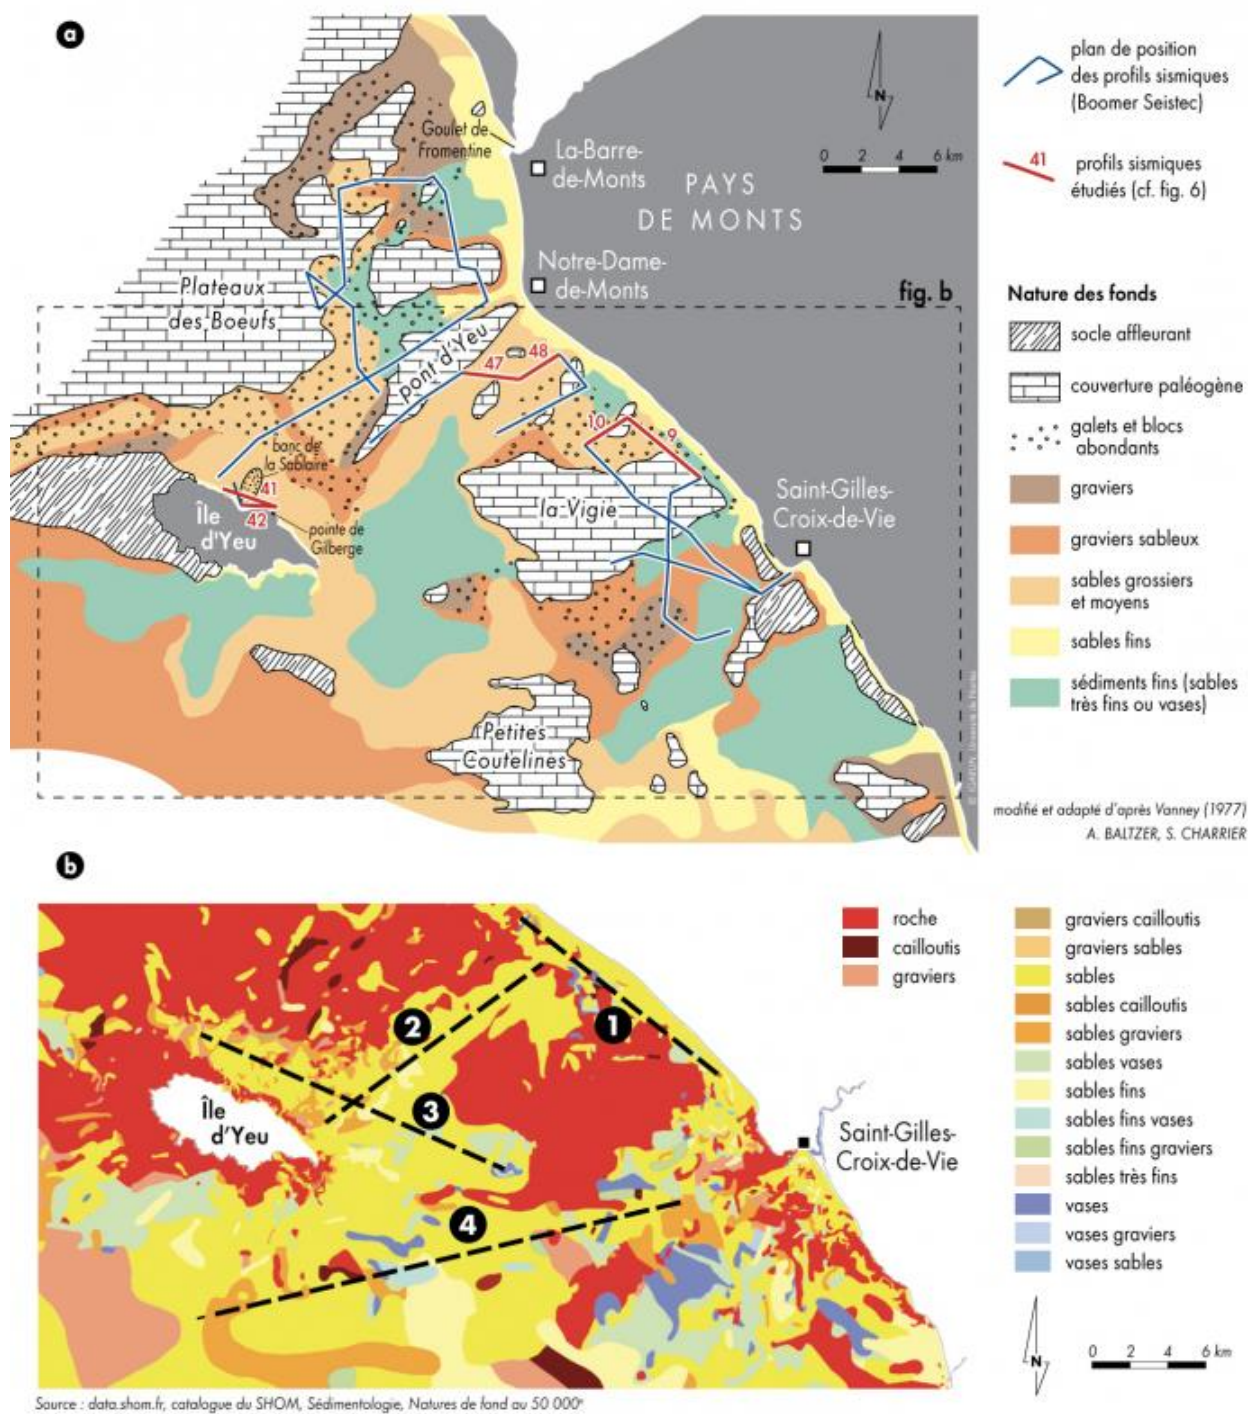 a
plan de position
des profils sismiques
(Boomer Seistec)
41
profils sismiques
étudiés (cf. fig. 6)
N
0 2 4 6 km
Goulet de
Fromentine
La-Barre-
de-Monts
PAYS
DE MONTS
Notre-Dame-
de-Monts
fig. b
Plateaux
des Boeufs
pont d'Yeu
47
48
10
9
banc de
la Sablaire
41
42
Île
d'Yeu
pointe de
Gilberge
la Vigie
Saint-Gilles-
Croix-de-Vie
Petites
Coutelines
Nature des fonds
socle affleurant
couverture paléogène
galets et blocs
abondants
graviers
graviers sableux
sables grossiers
et moyens
sables fins
sédiments fins (sables
très fins ou vases)
modifié et adapté d'après Vanney (1977)
A. BALTZER, S. CHARRIER
b
roche
cailloutis
graviers
graviers cailloutis
graviers sables
sables
sables cailloutis
sables graviers
sables vases
sables fins
sables fins vases
sables fins graviers
sables très fins
vases
vases graviers
vases sables
1
2
3
4
Île
d'Yeu
Saint-Gilles-
Croix-de-Vie
N
0 2 4 6 km
Source : data.shom.fr, catalogue du SHOM, Sédimentologie, Natures de fond au 50 000e